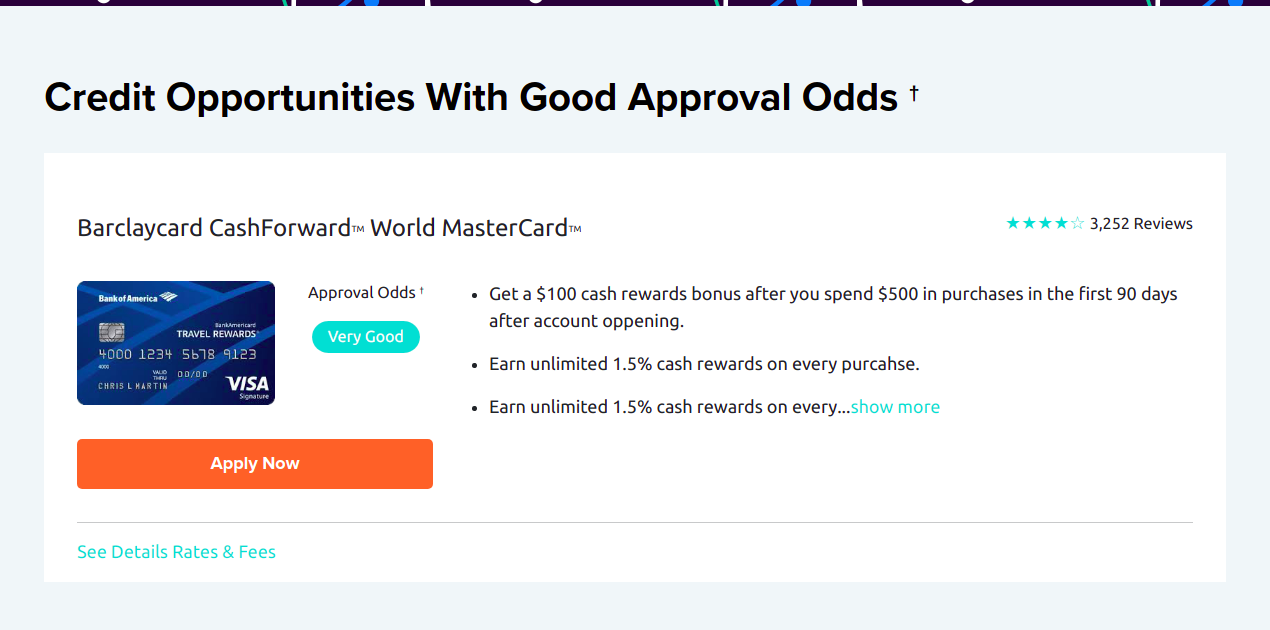 Credit Opportunities With Good Approval Odds †
Barclaycard CashForward™ World MasterCard™
★★★★☆ 3,252 Reviews
Bank of America
BankAmericard
TRAVEL REWARDS
4000 1234 5678 9123
4000
VALID
THRU
00/00
CHRIS L MARTIN
VISA
Signature
Approval Odds †
Very Good
• Get a $100 cash rewards bonus after you spend $500 in purchases in the first 90 days
after account oppening.
• Earn unlimited 1.5% cash rewards on every purcahse.
• Earn unlimited 1.5% cash rewards on every...show more
Apply Now
See Details Rates & Fees